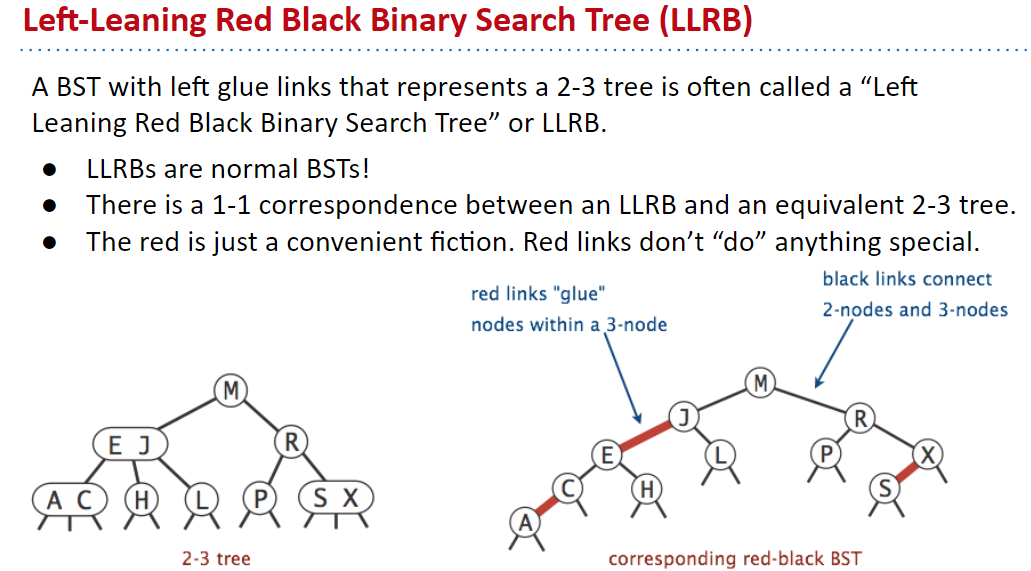 Left-Leaning Red Black Binary Search Tree (LLRB)
A BST with left glue links that represents a 2-3 tree is often called a “Left
Leaning Red Black Binary Search Tree” or LLRB.
● LLRBs are normal BSTs!
● There is a 1-1 correspondence between an LLRB and an equivalent 2-3 tree.
● The red is just a convenient fiction. Red links don’t “do” anything special.
red links "glue"
nodes within a 3-node
black links connect
2-nodes and 3-nodes
M
E J
R
A C
H
L
P
S X
2-3 tree
M
J
R
E
L
P
X
C
H
S
A
corresponding red-black BST